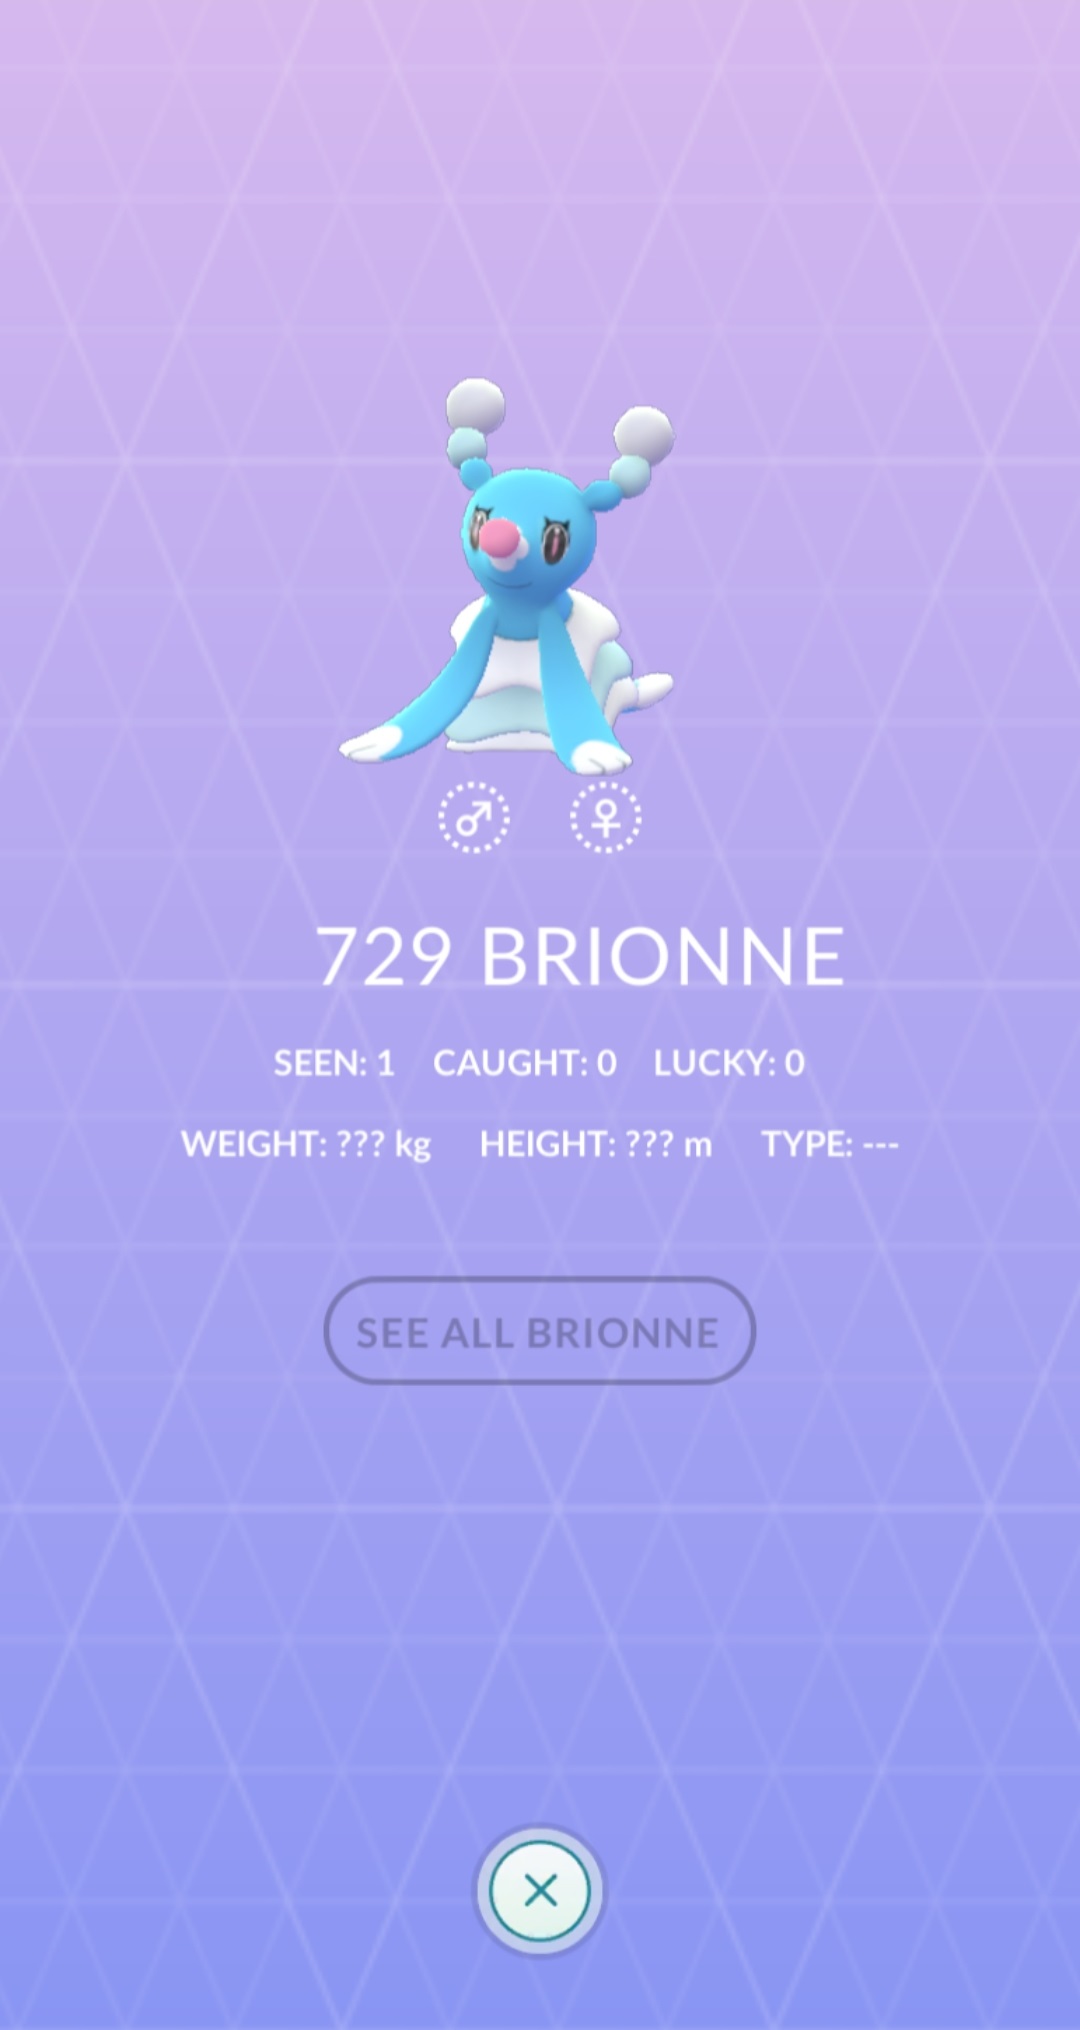 729 BRIONNE
SEEN: 1 CAUGHT: 0 LUCKY: 0
WEIGHT: ??? kg HEIGHT: ??? m TYPE: ---
SEE ALL BRIONNE